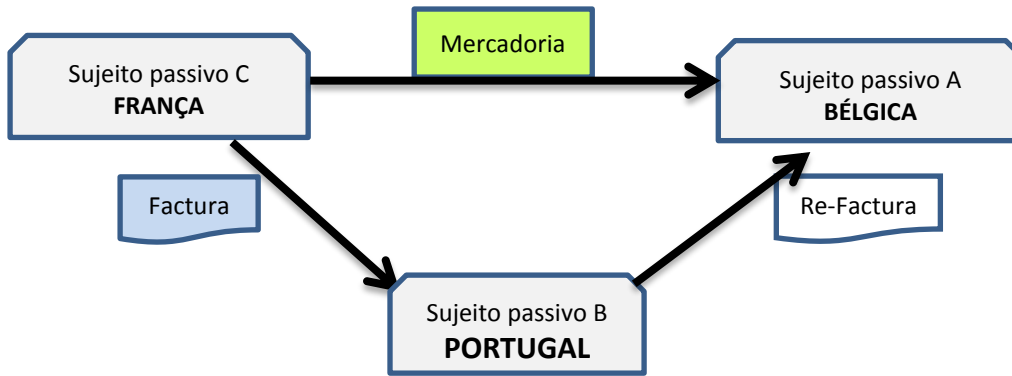 Mercadoria
Sujeito passivo C
FRANÇA
Sujeito passivo A
BÉLGICA
Factura
Re-Factura
Sujeito passivo B
PORTUGAL